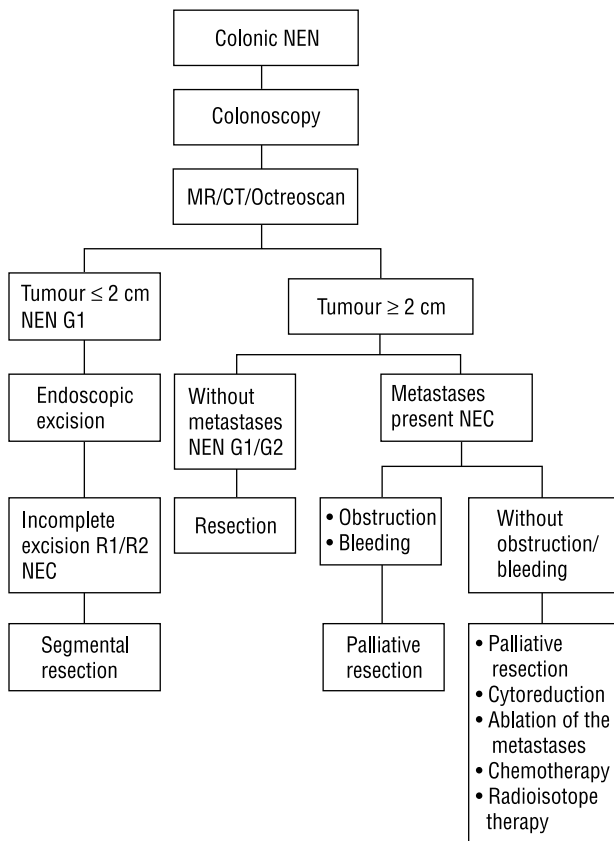 Colonic NEN
Colonoscopy
MR/CT/Octreoscan
Tumour ≤ 2 cm
NEN G1
Tumour ≥ 2 cm
Endoscopic
excision
Without
metastases
NEN G1/G2
Metastases
present NEC
Incomplete
excision R1/R2
NEC
Resection
• Obstruction
• Bleeding
Without
obstruction/
bleeding
Segmental
resection
Palliative
resection
• Palliative
resection
• Cytoreduction
• Ablation of the
metastases
• Chemotherapy
• Radioisotope
therapy